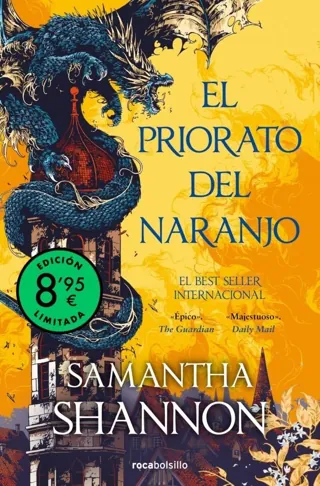 EL
PRIORATO
DEL
NARANJO
EL BEST SELLER
INTERNACIONAL
«Épico». «Majestuoso».
The Guardian Daily Mail
EDICIÓN
8'95
€
LIMITADA
SAMANTHA
SHANNON
rocabolsillo